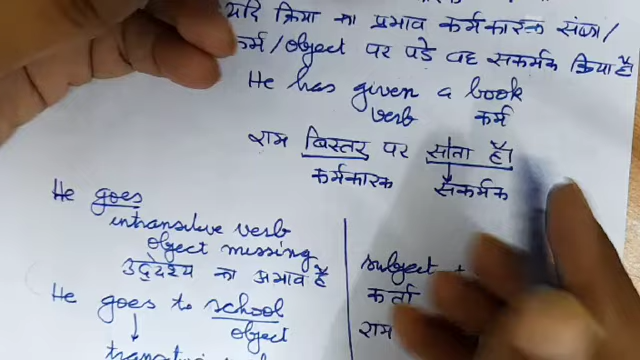 यदि क्रिया का प्रभाव कर्मकारक संज्ञा/
कर्म/object पर पडे वह सकर्मक क्रिया है
He has given a book
verb कर्म
राम बिस्तर पर सोता है।
कर्मकारक सकर्मक
He goes
intransitive verb
object missing
उद्देश्य का अभाव है
He goes to school
object
transitive verb
subject +
कर्ता
राम